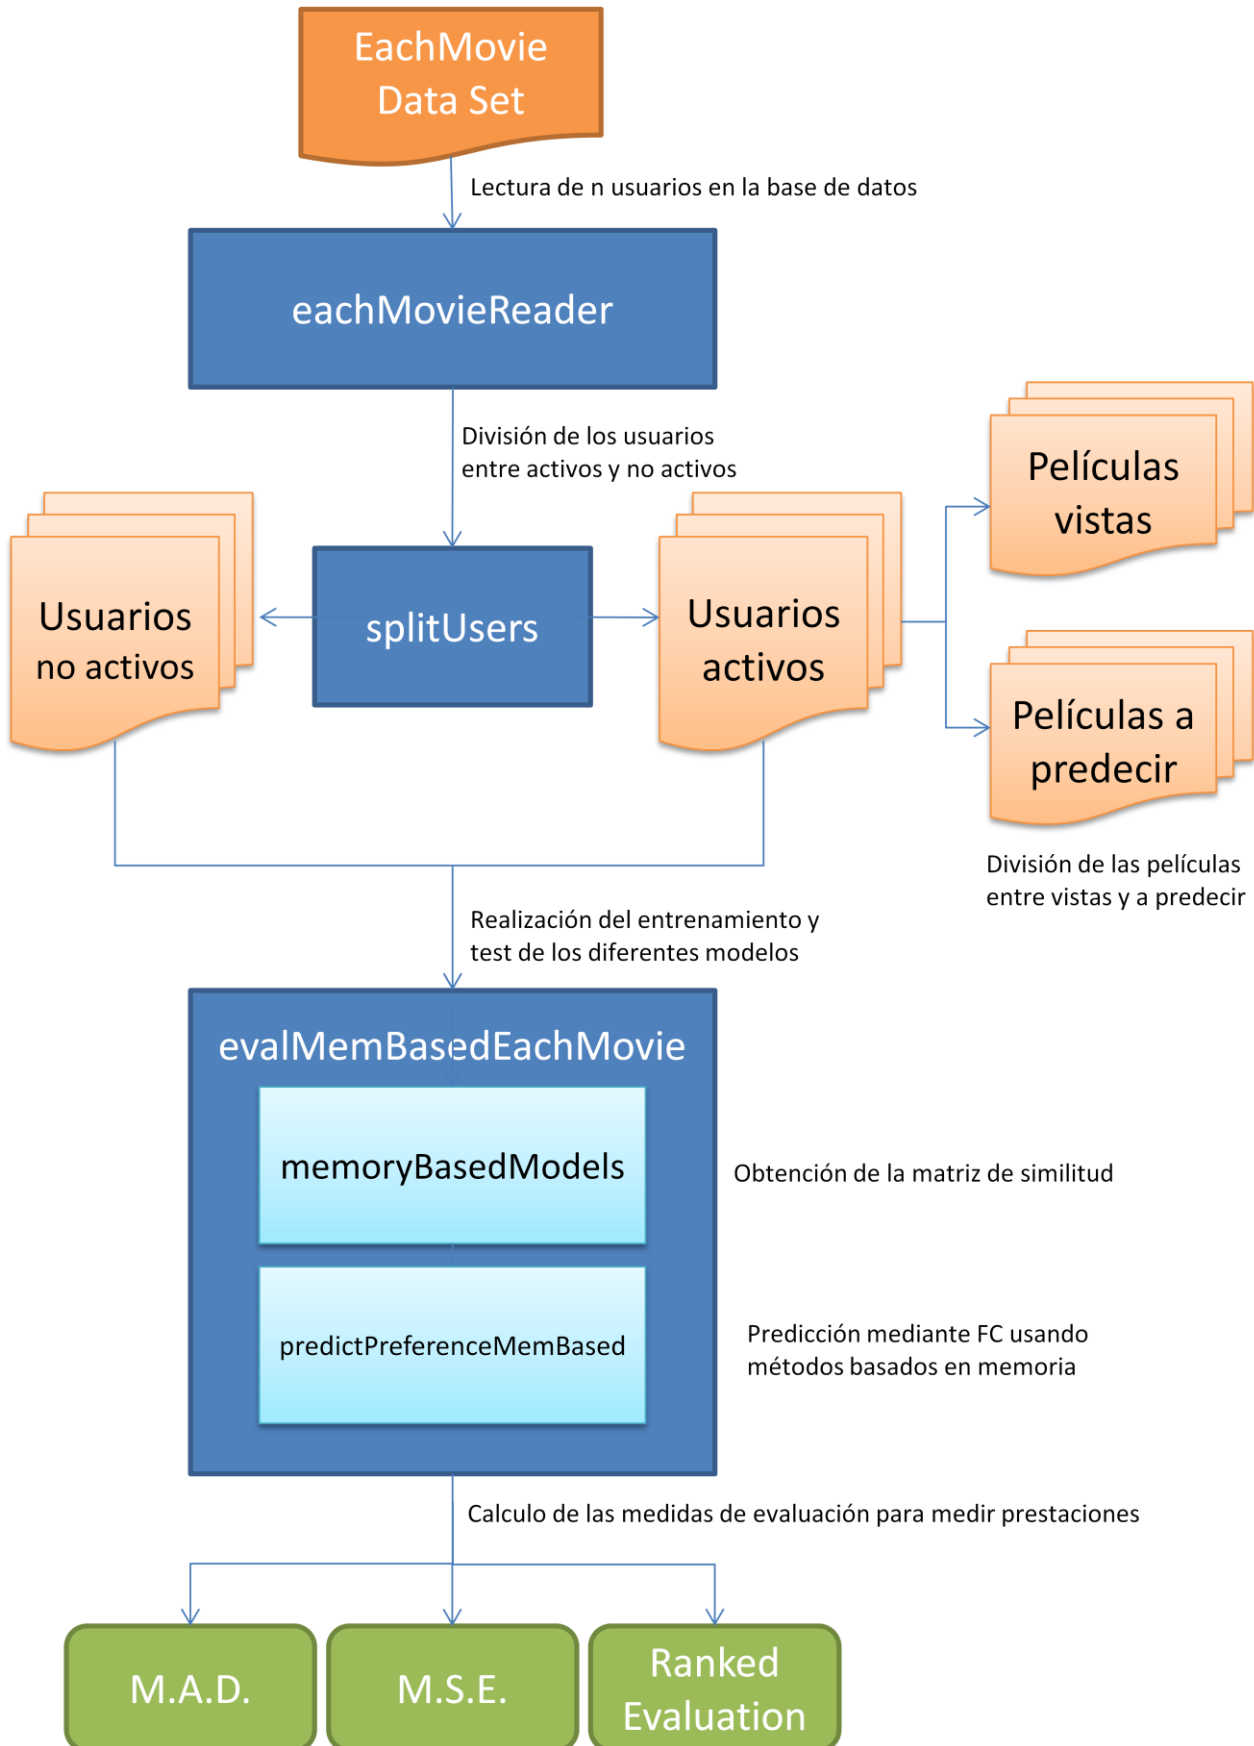 EachMovie
Data Set
Lectura de n usuarios en la base de datos
eachMovieReader
División de los usuarios
entre activos y no activos
Películas
vistas
Usuarios
no activos
splitUsers
Usuarios
activos
Películas a
predecir
División de las películas
entre vistas y a predecir
Realización del entrenamiento y
test de los diferentes modelos
evalMemBasedEachMovie
memoryBasedModels
Obtención de la matriz de similitud
predictPreferenceMemBased
Predicción mediante FC usando
métodos basados en memoria
Calculo de las medidas de evaluación para medir prestaciones
M.A.D.
M.S.E.
Ranked
Evaluation